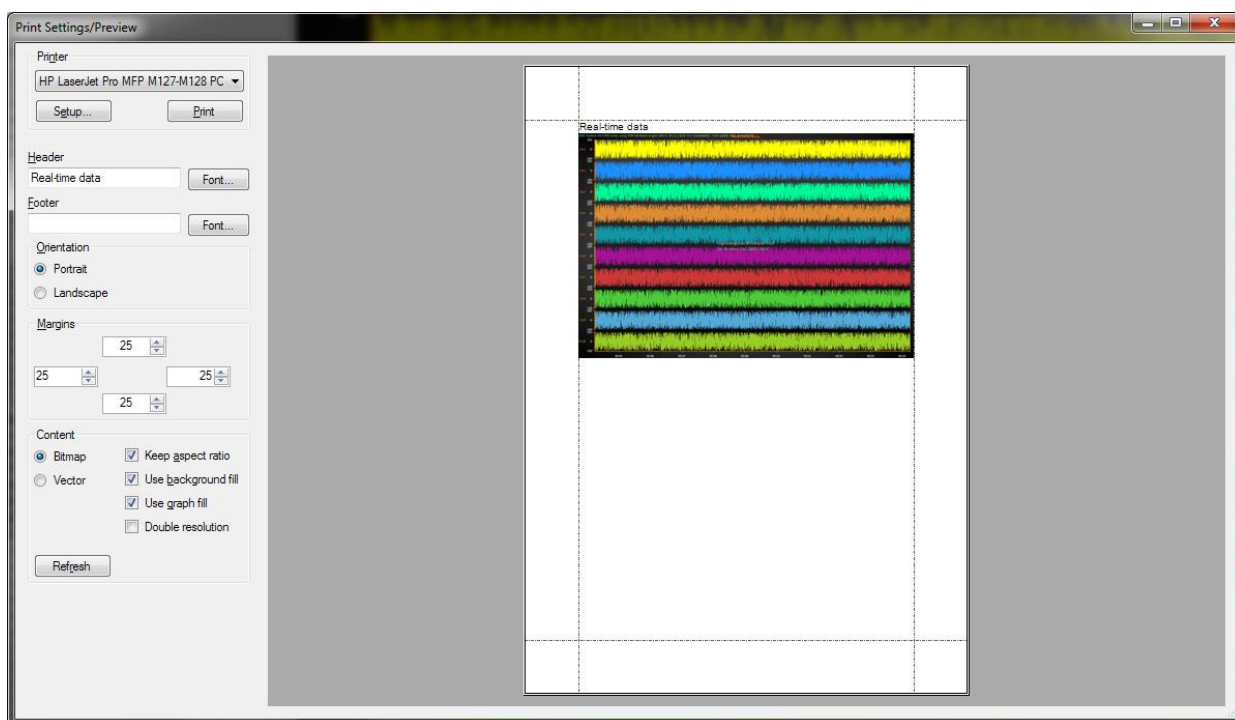 Print Settings/Preview
Printer
HP LaserJet Pro MFP M127-M128 PC
Setup...
Print
Header
Real-time data
Font...
Footer
Font...
Orientation
Portrait
Landscape
Margins
25
25
25
25
Content
Bitmap
Keep aspect ratio
Vector
Use background fill
Use graph fill
Double resolution
Refresh
Real-time data